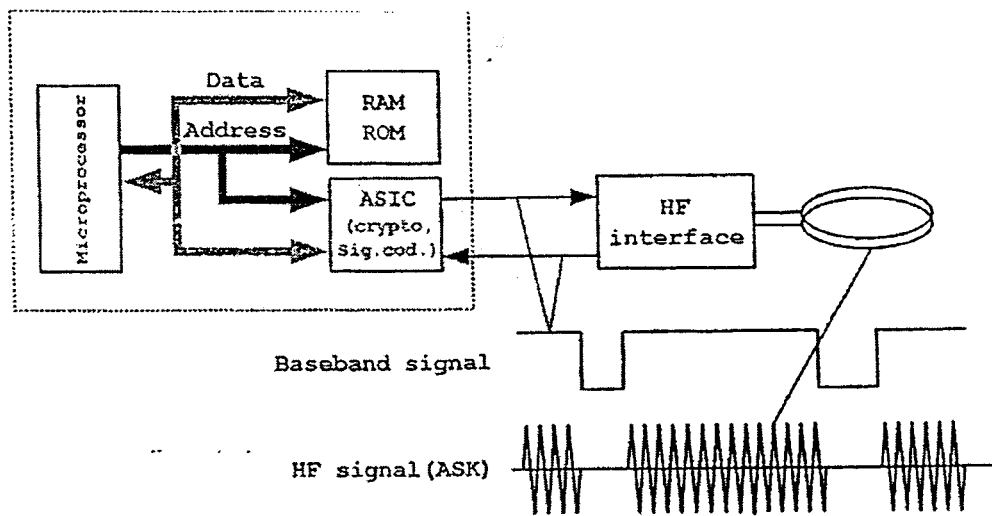 Microprocessor
Data
Address
RAM
ROM
ASIC
(crypto,
Sig.cod.)
HF
interface
Baseband signal
HF signal(ASK)